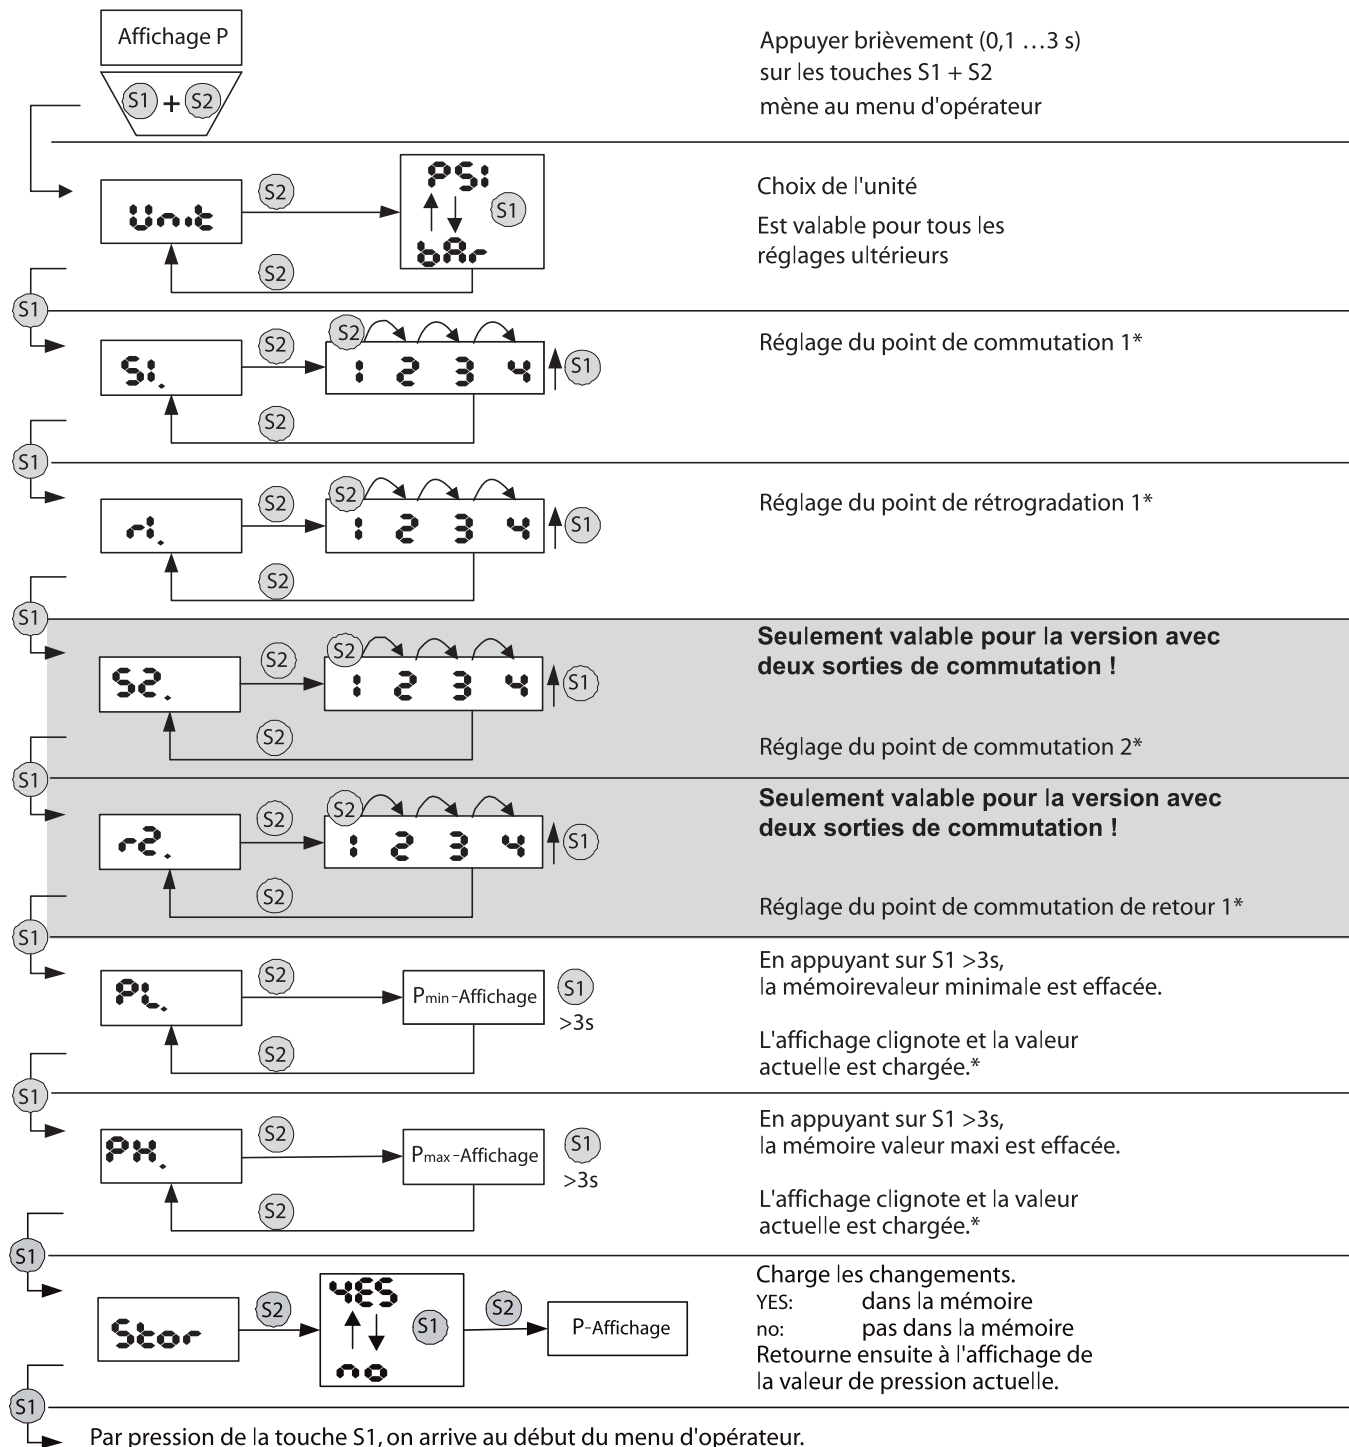 Affichage P
Appuyer brièvement (0,1 …3 s)
sur les touches S1 + S2
mène au menu d'opérateur
S1 + S2
Unit
S2
PSi
S1
bAr
S2
Choix de l'unité
Est valable pour tous les
réglages ultérieurs
S1
S1.
S2
S2
1 2 3 4
S1
S2
Réglage du point de commutation 1*
S1
r1.
S2
S2
1 2 3 4
S1
S2
Réglage du point de rétrogradation 1*
S1
S2.
S2
S2
1 2 3 4
S1
S2
Seulement valable pour la version avec
deux sorties de commutation !
Réglage du point de commutation 2*
S1
r2.
S2
S2
1 2 3 4
S1
S2
Seulement valable pour la version avec
deux sorties de commutation !
Réglage du point de commutation de retour 1*
S1
PL.
S2
Pmin-Affichage
S1
>3s
S2
En appuyant sur S1 >3s,
la mémoirevaleur minimale est effacée.
L'affichage clignote et la valeur
actuelle est chargée.*
S1
PH.
S2
Pmax-Affichage
S1
>3s
S2
En appuyant sur S1 >3s,
la mémoire valeur maxi est effacée.
L'affichage clignote et la valeur
actuelle est chargée.*
S1
Stor
S2
YES
S1
no
S2
P-Affichage
Charge les changements.
YES: dans la mémoire
no: pas dans la mémoire
Retourne ensuite à l'affichage de
la valeur de pression actuelle.
S1
Par pression de la touche S1, on arrive au début du menu d'opérateur.